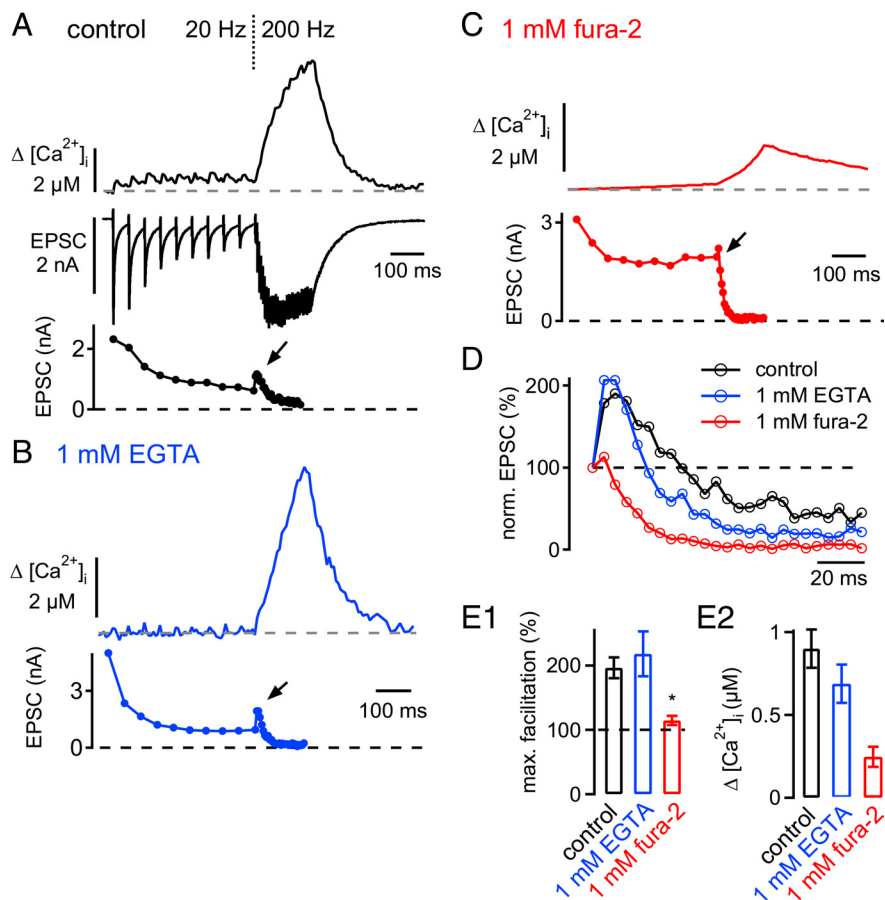 A control 20 Hz 200 Hz
Δ [Ca²⁺]ᵢ
2 µM
EPSC
2 nA
100 ms
EPSC (nA)
2
0
B 1 mM EGTA
Δ [Ca²⁺]ᵢ
2 µM
EPSC (nA)
3
0
100 ms
C 1 mM fura-2
Δ [Ca²⁺]ᵢ
2 µM
EPSC (nA)
3
0
100 ms
D
control
1 mM EGTA
1 mM fura-2
norm. EPSC (%)
200
100
0
20 ms
E1
max. facilitation (%)
200
100
0
*
control
1 mM EGTA
1 mM fura-2
E2
Δ [Ca²⁺]ᵢ (µM)
1
0.5
0
control
1 mM EGTA
1 mM fura-2